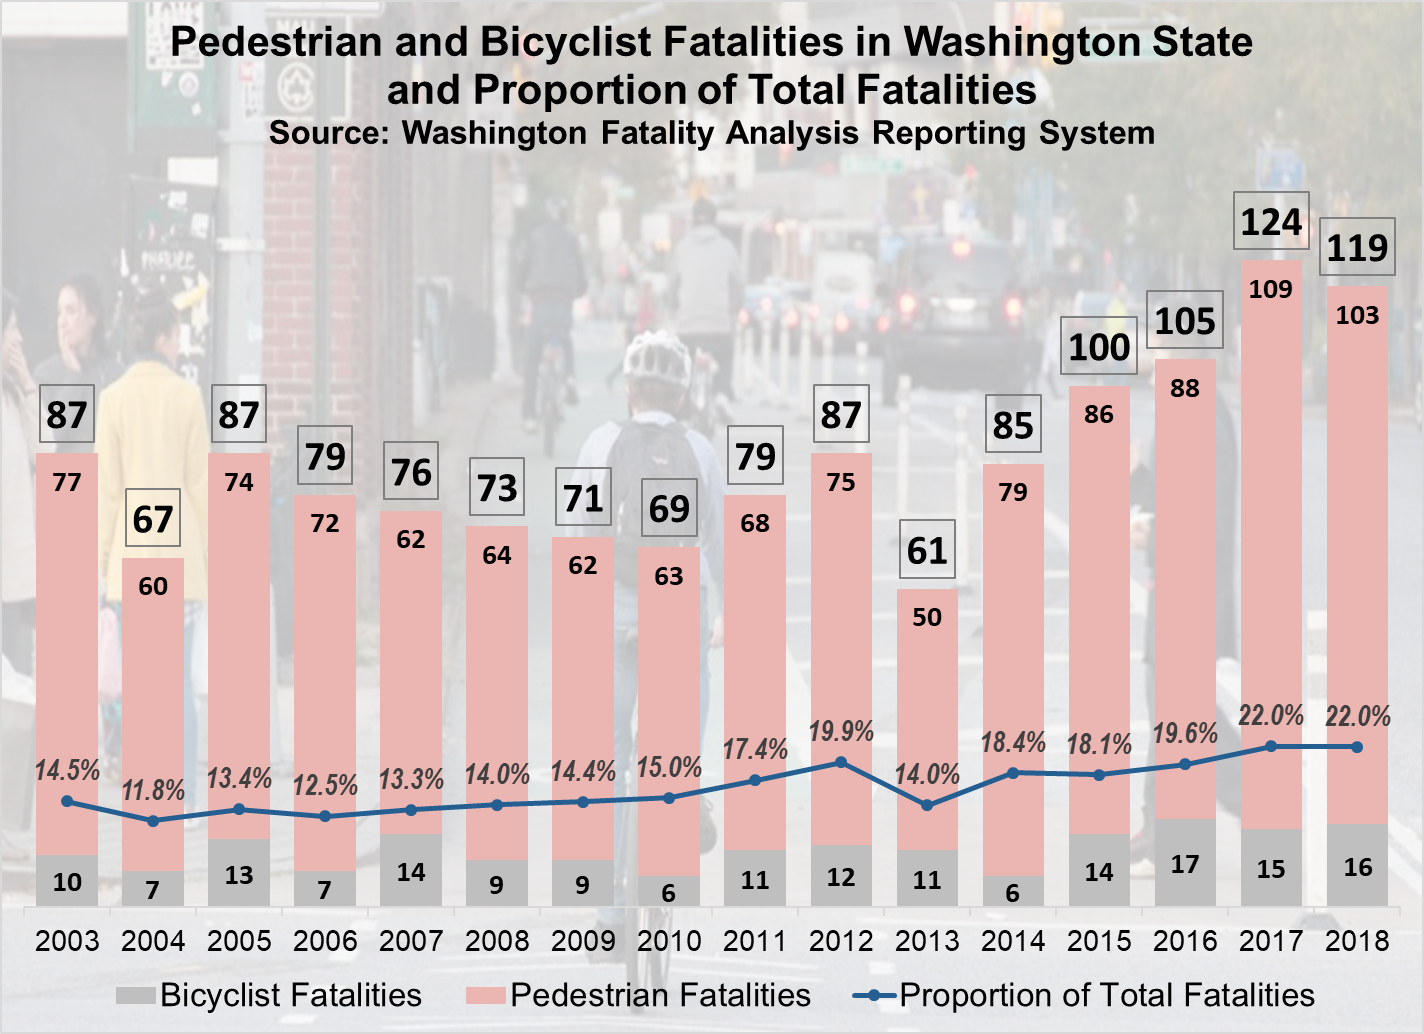 Pedestrian and Bicyclist Fatalities in Washington State
and Proportion of Total Fatalities
Source: Washington Fatality Analysis Reporting System
87 67 87 79 76 73 71 69 79 87 61 85 100 105 124 119
77 60 74 72 62 64 62 63 68 75 50 79 86 88 109 103
14.5% 11.8% 13.4% 12.5% 13.3% 14.0% 14.4% 15.0% 17.4% 19.9% 14.0% 18.4% 18.1% 19.6% 22.0% 22.0%
10 7 13 7 14 9 9 6 11 12 11 6 14 17 15 16
2003 2004 2005 2006 2007 2008 2009 2010 2011 2012 2013 2014 2015 2016 2017 2018
Bicyclist Fatalities Pedestrian Fatalities Proportion of Total Fatalities